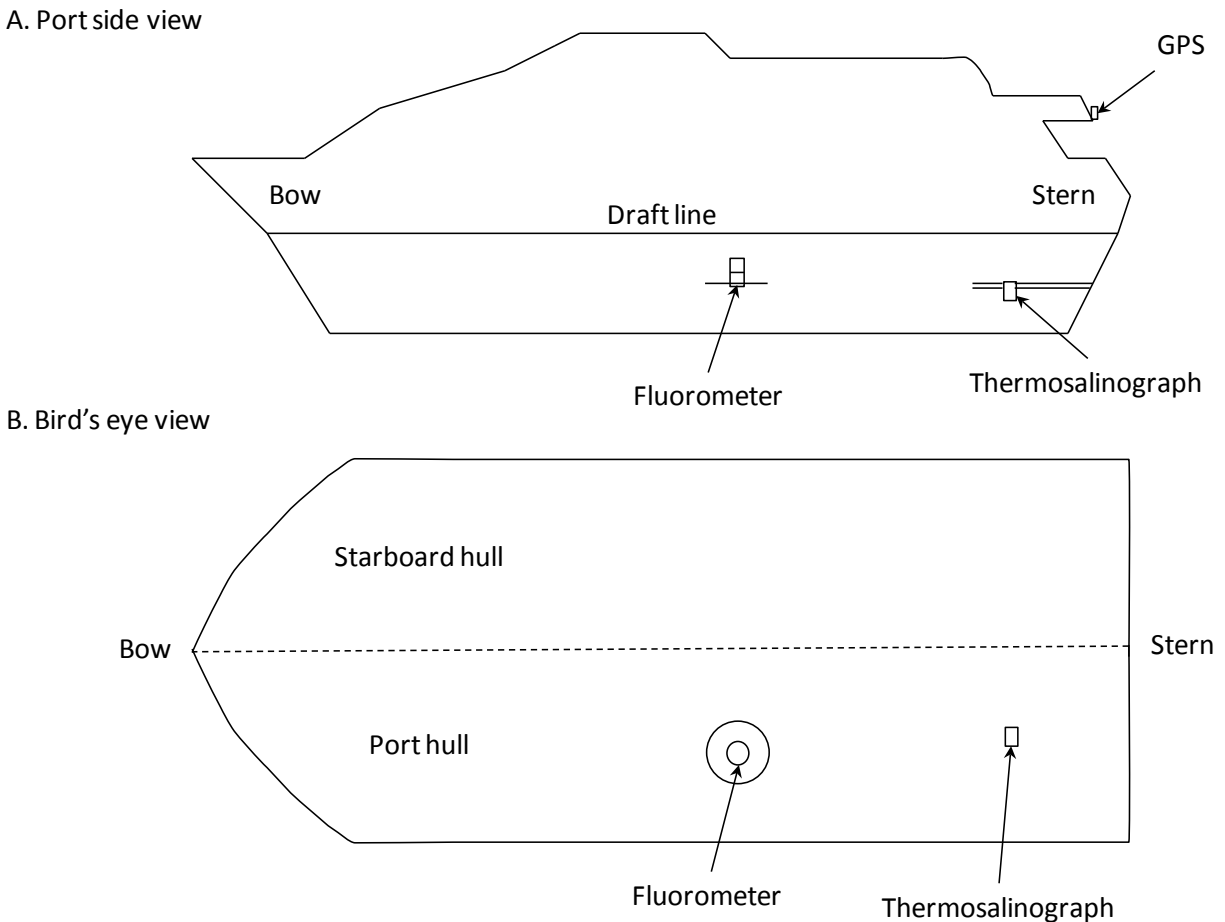 A. Port side view
GPS
Bow
Stern
Draft line
Fluorometer
Thermosalinograph
B. Bird’s eye view
Starboard hull
Bow
Stern
Port hull
Fluorometer
Thermosalinograph